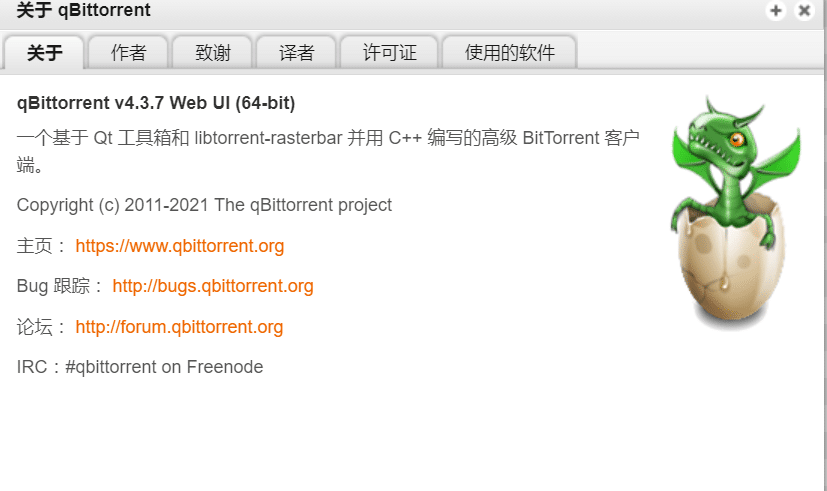 关于 qBittorrent
关于
作者
致谢
译者
许可证
使用的软件
qBittorrent v4.3.7 Web UI (64-bit)
一个基于 Qt 工具箱和 libtorrent-rasterbar 并用 C++ 编写的高级 BitTorrent 客户
端。
Copyright (c) 2011-2021 The qBittorrent project
主页： https://www.qbittorrent.org
Bug 跟踪： http://bugs.qbittorrent.org
论坛： http://forum.qbittorrent.org
IRC：#qbittorrent on Freenode